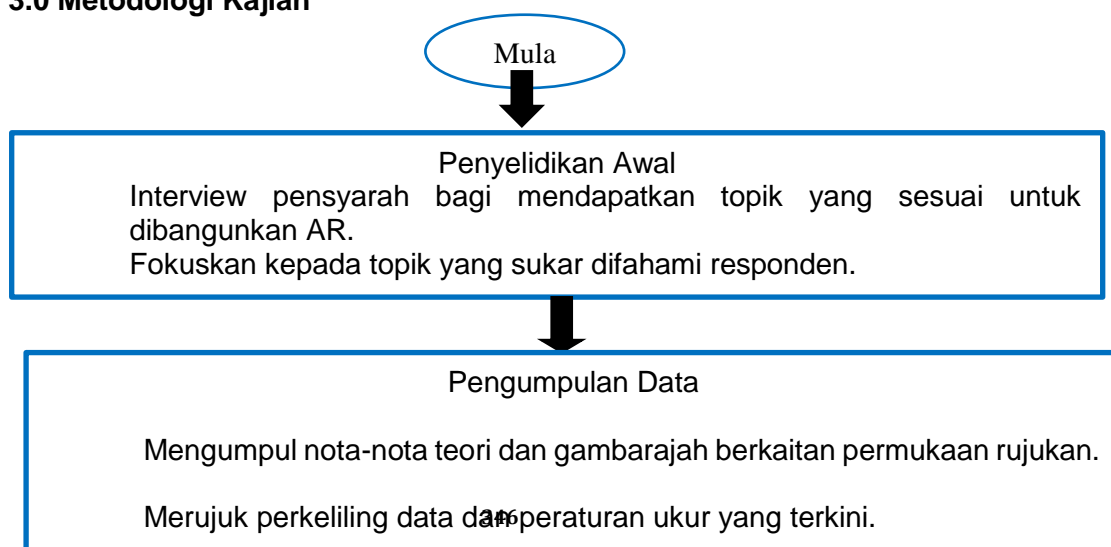 3.0 Metodologi Kajian
Mula
Penyelidikan Awal
Interview pensyarah bagi mendapatkan topik yang sesuai untuk
dibangunkan AR.
Fokuskan kepada topik yang sukar difahami responden.
Pengumpulan Data
Mengumpul nota-nota teori dan gambarajah berkaitan permukaan rujukan.
Merujuk perkeliling data dan peraturan ukur yang terkini.
346